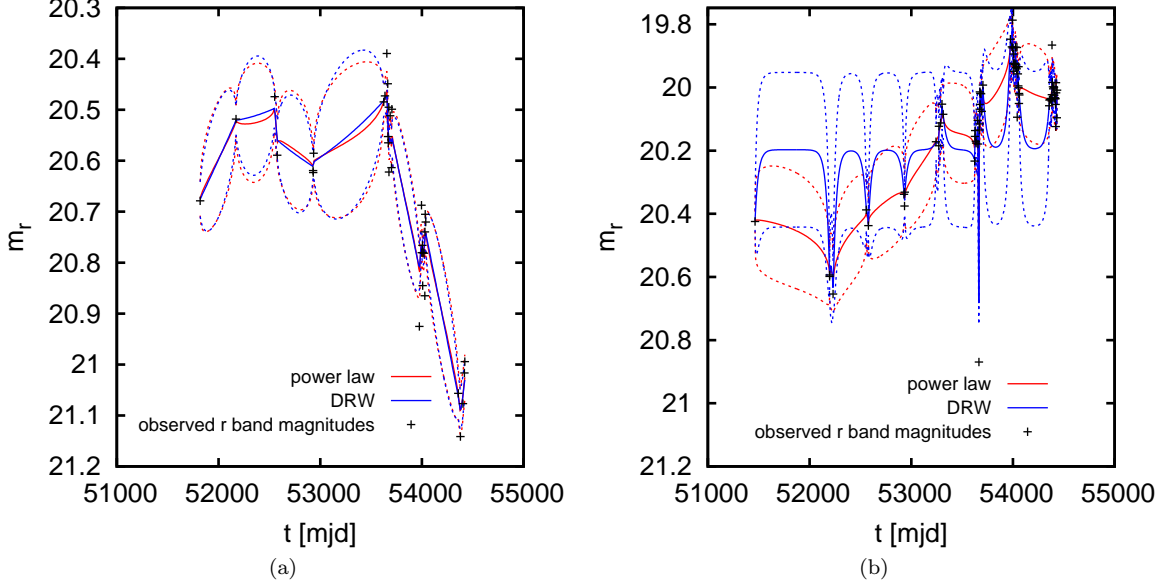 20.3
20.4
20.5
20.6
20.7
20.8
20.9
21
21.1
21.2
m_r
power law
DRW
observed r band magnitudes
51000 52000 53000 54000 55000
t [mjd]
(a)
19.8
20
20.2
20.4
20.6
20.8
21
21.2
m_r
power law
DRW
observed r band magnitudes
51000 52000 53000 54000 55000
t [mjd]
(b)